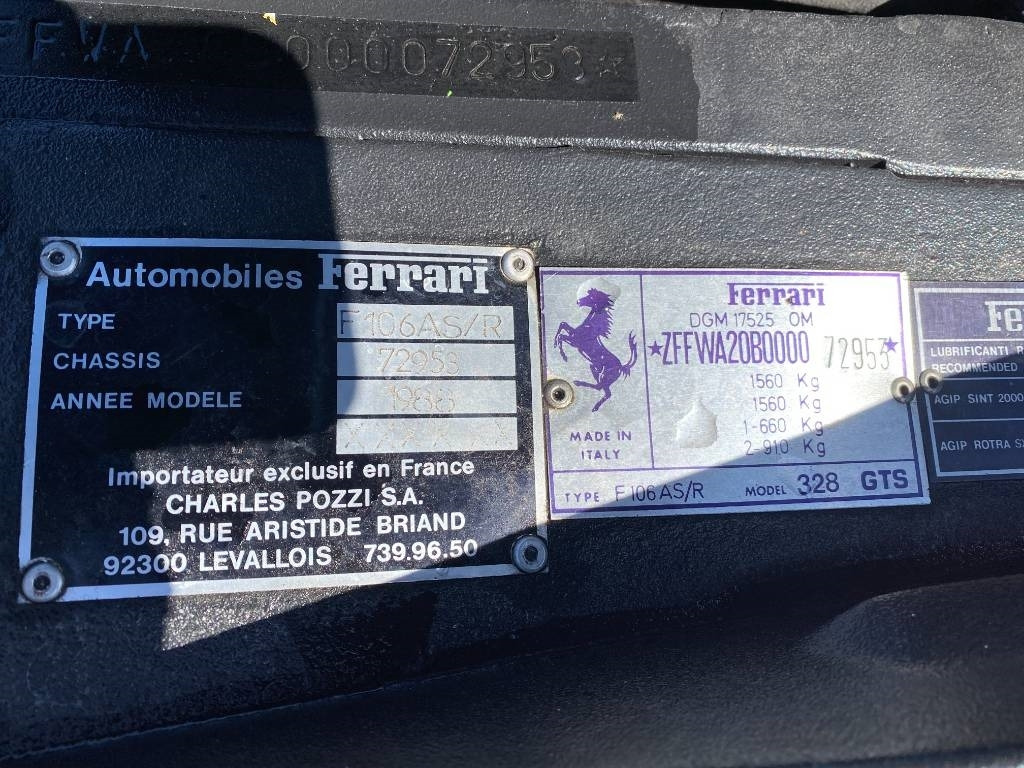 FFWA 0000072953★
Automobiles Ferrari
TYPE F106AS/R
CHASSIS 72953
ANNEE MODELE
Importateur exclusif en France
CHARLES POZZI S.A.
109, RUE ARISTIDE BRIAND
92300 LEVALLOIS 739.96.50
Ferrari
DGM 17525 OM
★ZFFWA20B0000 72953★
1560 Kg
1560 Kg
1-660 Kg
2-910 Kg
MADE IN
ITALY
TYPE F106AS/R MODEL 328 GTS
Fe
LUBRIFICANTI R
RECOMMENDED
AGIP SINT 2000
AGIP ROTRA S